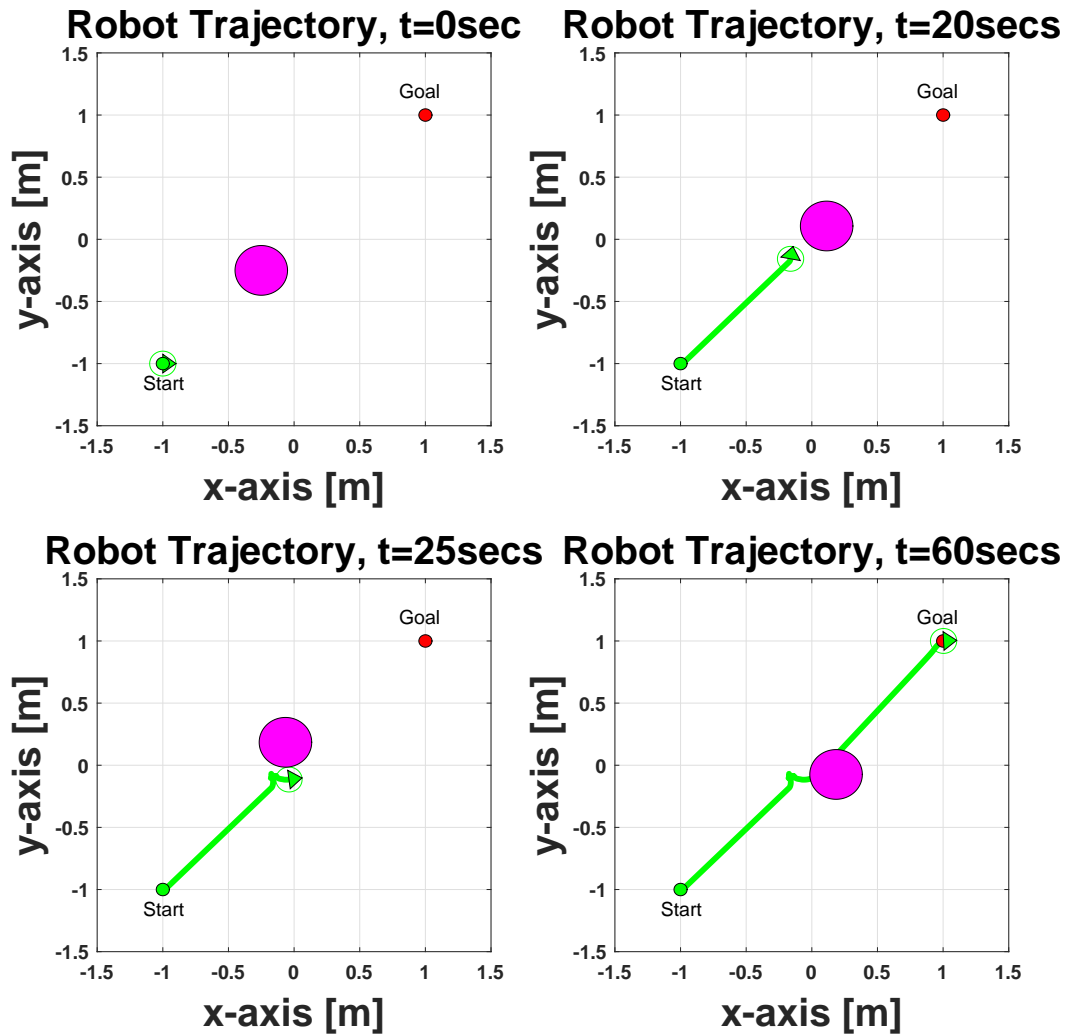 Robot Trajectory, t=0sec
1.5
1
0.5
0
-0.5
-1
-1.5
y-axis [m]
Goal
Start
-1.5 -1 -0.5 0 0.5 1 1.5
x-axis [m]
Robot Trajectory, t=20secs
1.5
1
0.5
0
-0.5
-1
-1.5
y-axis [m]
Goal
Start
-1.5 -1 -0.5 0 0.5 1 1.5
x-axis [m]
Robot Trajectory, t=25secs
1.5
1
0.5
0
-0.5
-1
-1.5
y-axis [m]
Goal
Start
-1.5 -1 -0.5 0 0.5 1 1.5
x-axis [m]
Robot Trajectory, t=60secs
1.5
1
0.5
0
-0.5
-1
-1.5
y-axis [m]
Goal
Start
-1.5 -1 -0.5 0 0.5 1 1.5
x-axis [m]